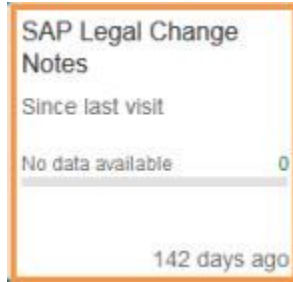 SAP Legal Change
Notes
Since last visit
No data available 0
142 days ago